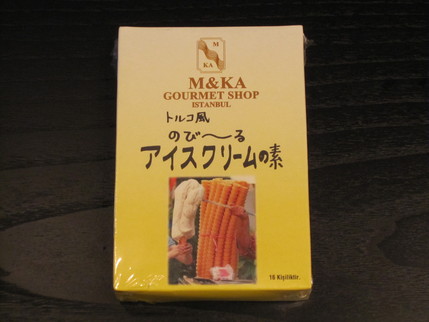 M
KA
M&KA
GOURMET SHOP
ISTANBUL
トルコ風
のび〜る
アイスクリームの素
10 Kişiliktir.